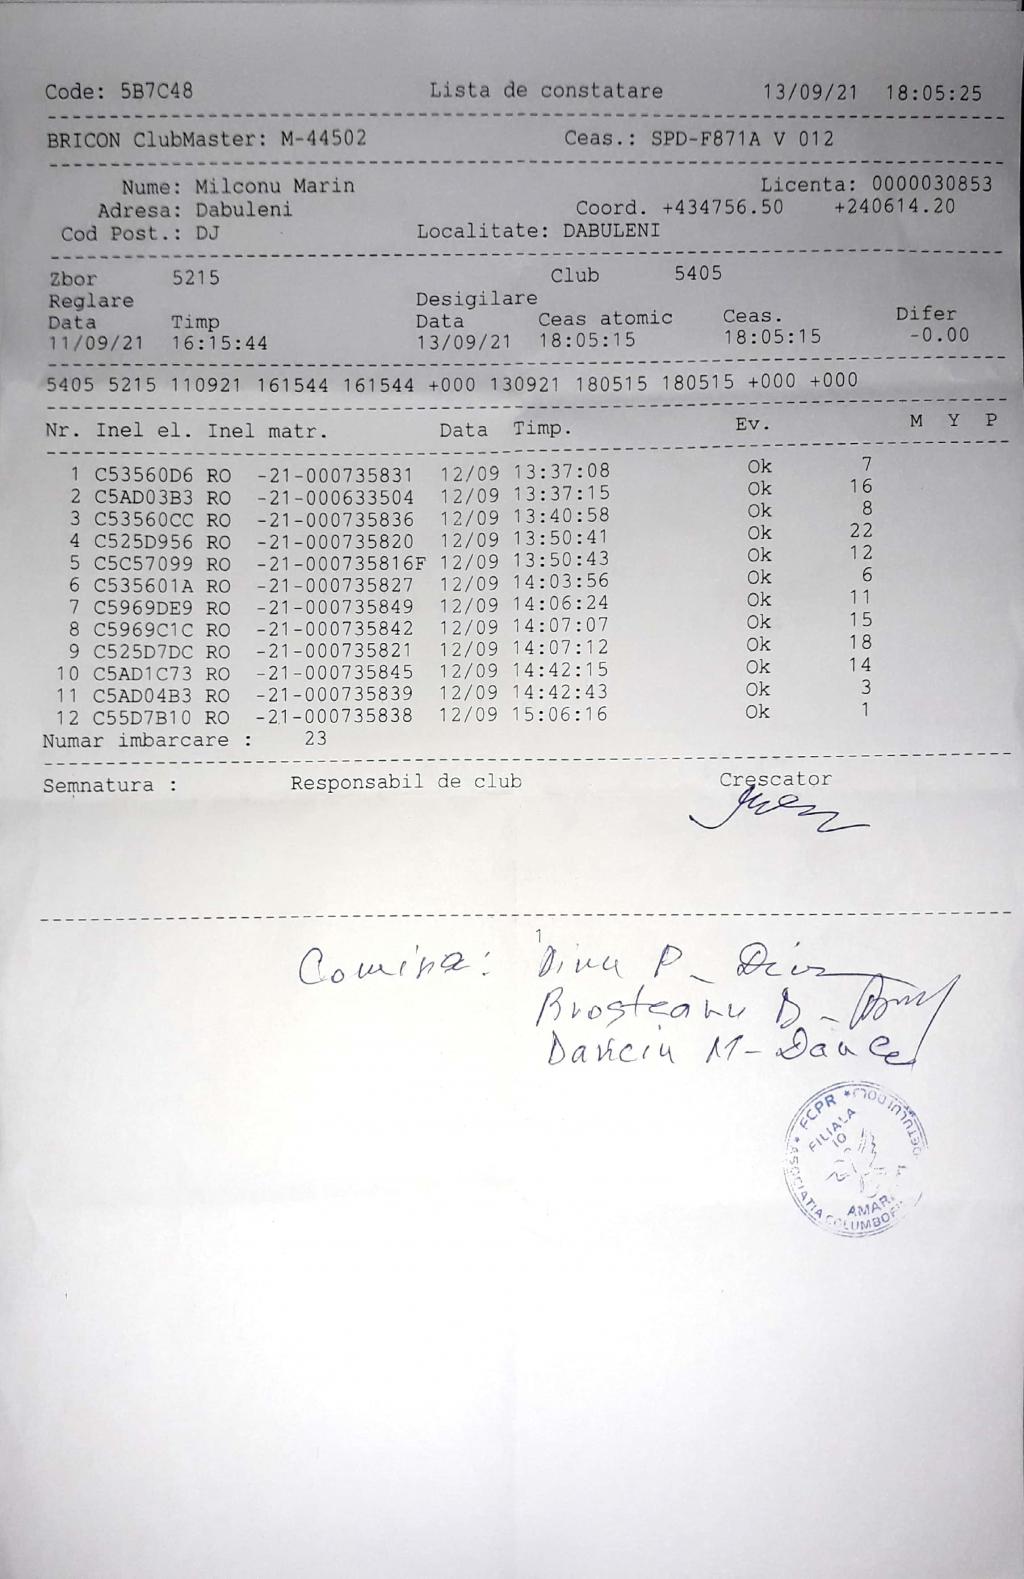 Code: 5B7C48 Lista de constatare 13/09/21 18:05:25
BRICON ClubMaster: M-44502 Ceas.: SPD-F871A V 012
Nume: Milconu Marin Licenta: 0000030853
Adresa: Dabuleni Coord. +434756.50 +240614.20
Cod Post.: DJ Localitate: DABULENI
Zbor 5215 Club 5405
Reglare Desigilare
Data Timp Data Ceas atomic Ceas. Difer
11/09/21 16:15:44 13/09/21 18:05:15 18:05:15 -0.00
5405 5215 110921 161544 161544 +000 130921 180515 180515 +000 +000
Nr. Inel el. Inel matr. Data Timp. Ev. M Y P
1 C53560D6 RO -21-000735831 12/09 13:37:08 Ok 7
2 C5AD03B3 RO -21-000633504 12/09 13:37:15 Ok 16
3 C53560CC RO -21-000735836 12/09 13:40:58 Ok 8
4 C525D956 RO -21-000735820 12/09 13:50:41 Ok 22
5 C5C57099 RO -21-000735816F 12/09 13:50:43 Ok 12
6 C535601A RO -21-000735827 12/09 14:03:56 Ok 6
7 C5969DE9 RO -21-000735849 12/09 14:06:24 Ok 11
8 C5969C1C RO -21-000735842 12/09 14:07:07 Ok 15
9 C525D7DC RO -21-000735821 12/09 14:07:12 Ok 18
10 C5AD1C73 RO -21-000735845 12/09 14:42:15 Ok 14
11 C5AD04B3 RO -21-000735839 12/09 14:42:43 Ok 3
12 C55D7B10 RO -21-000735838 12/09 15:06:16 Ok 1
Numar imbarcare : 23
Semnatura : Responsabil de club Crescator
1
Comisia: Dinu P -
Brosteanu D -
Danciu M - Dance
FCPR
FILIALA
10
AMAR
ASOCIATIA